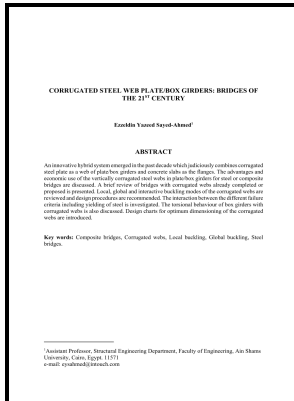 CORRUGATED STEEL WEB PLATE/BOX GIRDERS: BRIDGES OF
THE 21ST CENTURY
Ezzeldin Yazeed Sayed-Ahmed1
ABSTRACT
An innovative hybrid system emerged in the past decade which judiciously combines corrugated
steel plate as a web of plate/box girders and concrete slabs as the flanges. The advantages and
economic use of the vertically corrugated steel webs in plate/box girders for steel or composite
bridges are discussed. A brief review of bridges with corrugated webs already completed or
proposed is presented. Local, global and interactive buckling modes of the corrugated webs are
reviewed and design procedures are recommended. The interaction between the different failure
criteria including yielding of steel is investigated. The torsional behaviour of box girders with
corrugated webs is also discussed. Design charts for optimum dimensioning of the corrugated
webs are introduced.
Key words: Composite bridges, Corrugated webs, Local buckling, Global buckling, Steel
bridges.
1Assistant Professor, Structural Engineering Department, Faculty of Engineering, Ain Shams
University, Cairo, Egypt. 11371
e-mail: eysahmed@intouch.com